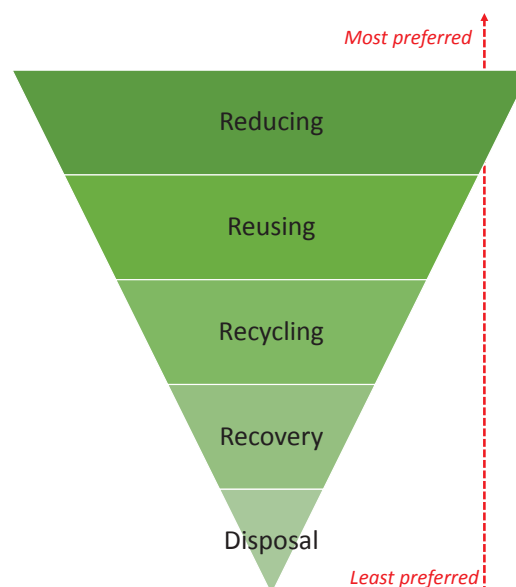 Most preferred
Reducing
Reusing
Recycling
Recovery
Disposal
Least preferred